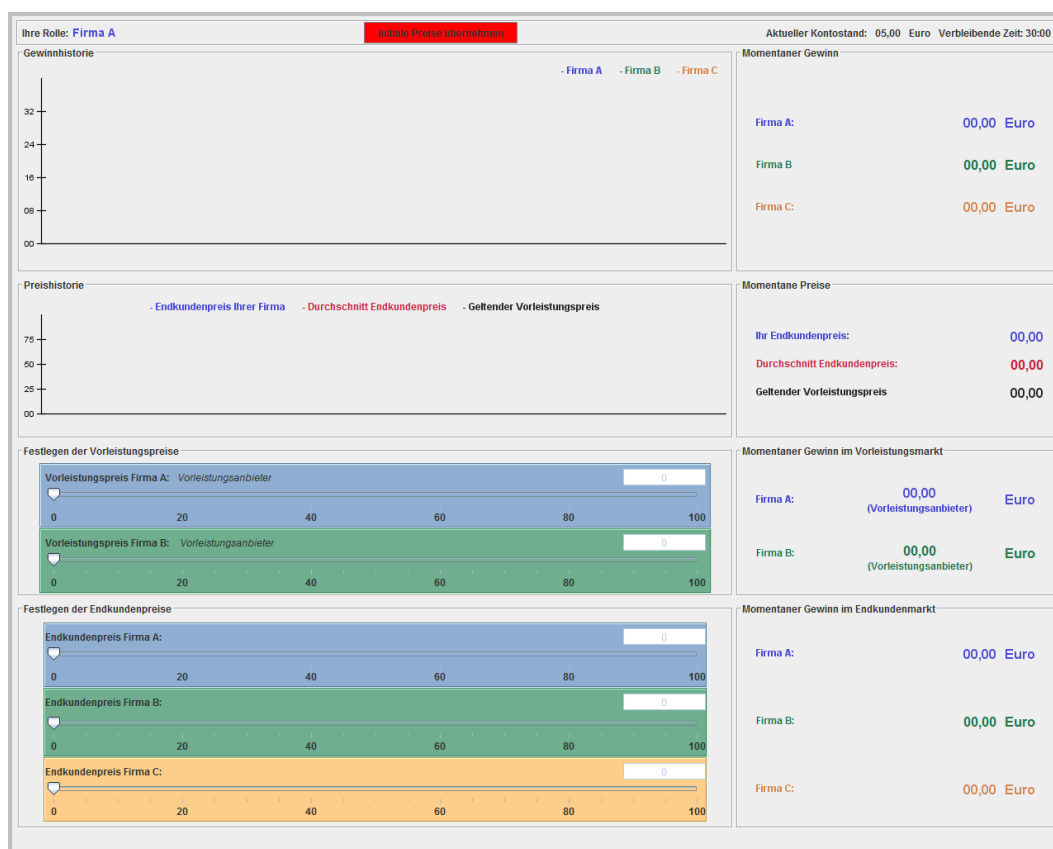 Ihre Rolle: Firma A Initiale Preise übernehmen Aktueller Kontostand: 05,00 Euro Verbleibende Zeit: 30:00
Gewinnhistorie
- Firma A - Firma B - Firma C
32
24
16
08
00
Momentaner Gewinn
Firma A: 00,00 Euro
Firma B 00,00 Euro
Firma C: 00,00 Euro
Preishistorie
- Endkundenpreis Ihrer Firma - Durchschnitt Endkundenpreis - Geltender Vorleistungspreis
75
50
25
00
Momentane Preise
Ihr Endkundenpreis: 00,00
Durchschnitt Endkundenpreis: 00,00
Geltender Vorleistungspreis 00,00
Festlegen der Vorleistungspreise
Vorleistungspreis Firma A: Vorleistungsanbieter 0
0 20 40 60 80 100
Vorleistungspreis Firma B: Vorleistungsanbieter 0
0 20 40 60 80 100
Momentaner Gewinn im Vorleistungsmarkt
Firma A: 00,00 Euro
(Vorleistungsanbieter)
Firma B: 00,00 Euro
(Vorleistungsanbieter)
Festlegen der Endkundenpreise
Endkundenpreis Firma A: 0
0 20 40 60 80 100
Endkundenpreis Firma B: 0
0 20 40 60 80 100
Endkundenpreis Firma C: 0
0 20 40 60 80 100
Momentaner Gewinn im Endkundenmarkt
Firma A: 00,00 Euro
Firma B: 00,00 Euro
Firma C: 00,00 Euro